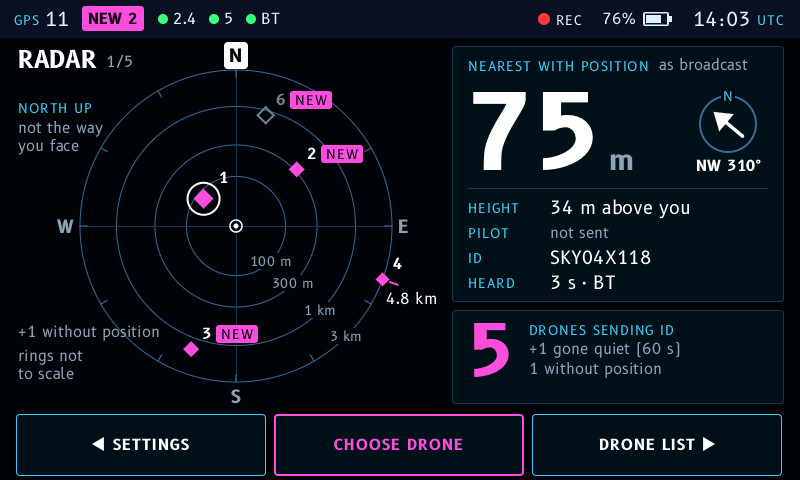 GPS 11 NEW 2 2.4 5 BT REC 76% 14:03 UTC
RADAR 1/5
N
NORTH UP
not the way
you face
6 NEW
2 NEW
1
W
E
100 m
300 m
1 km
3 km
4
4.8 km
+1 without position
3 NEW
rings not
to scale
S
NEAREST WITH POSITION as broadcast
75 m
N
NW 310°
HEIGHT 34 m above you
PILOT not sent
ID SKY04X118
HEARD 3 s · BT
5
DRONES SENDING ID
+1 gone quiet (60 s)
1 without position
◀ SETTINGS
CHOOSE DRONE
DRONE LIST ▶